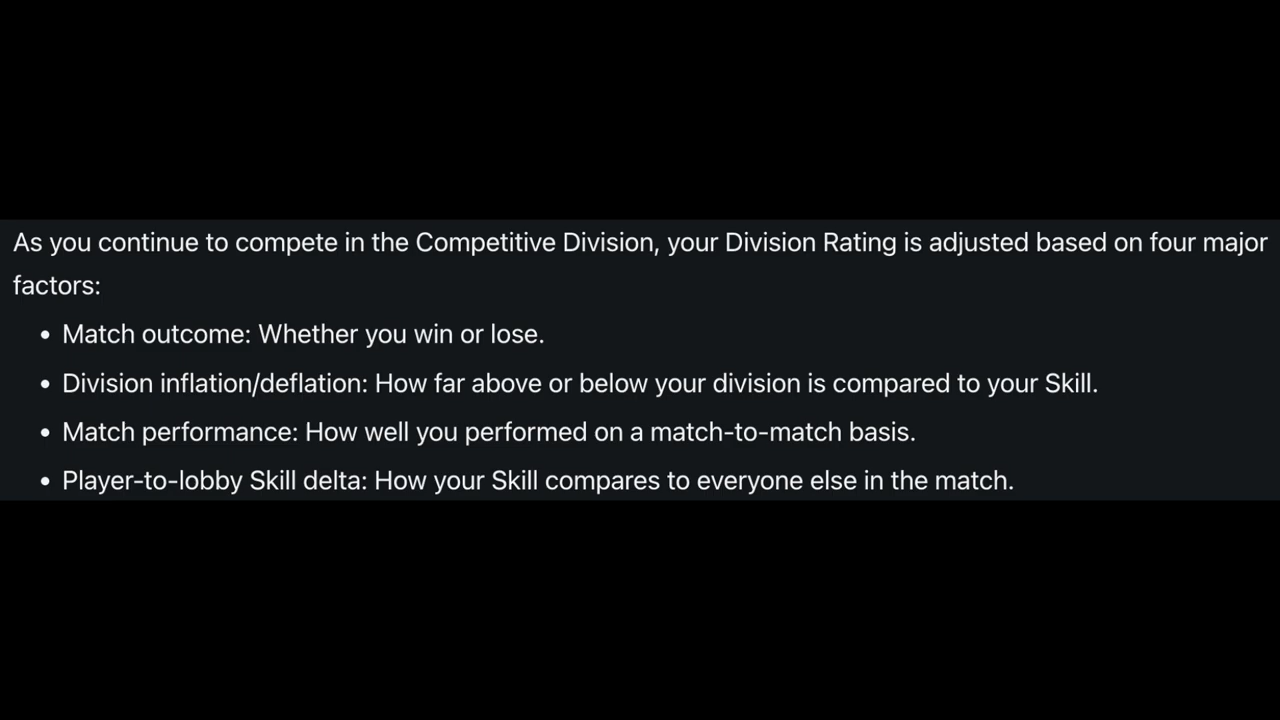 As you continue to compete in the Competitive Division, your Division Rating is adjusted based on four major
factors:
• Match outcome: Whether you win or lose.
• Division inflation/deflation: How far above or below your division is compared to your Skill.
• Match performance: How well you performed on a match-to-match basis.
• Player-to-lobby Skill delta: How your Skill compares to everyone else in the match.